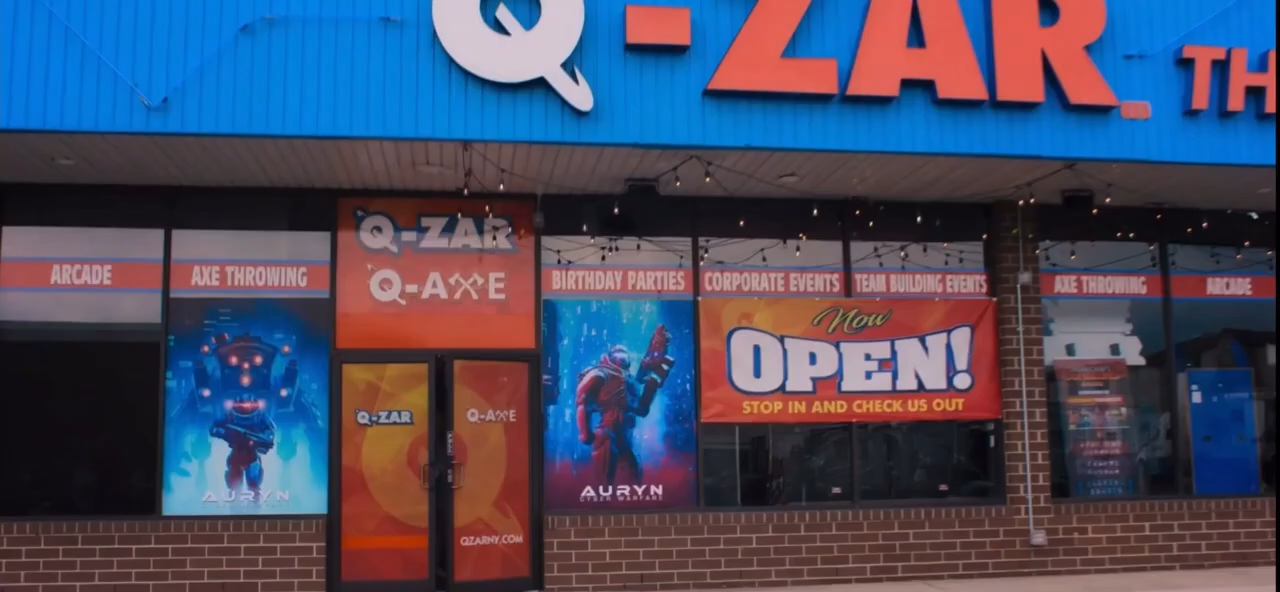 Q-ZAR
TH
ARCADE
AXE THROWING
Q-ZAR
Q-AXE
BIRTHDAY PARTIES
CORPORATE EVENTS
TEAM BUILDING EVENTS
AXE THROWING
ARCADE
Now
OPEN!
STOP IN AND CHECK US OUT
Q-ZAR
Q-AXE
QZARNY.COM
AURYN
AURYN
CYBER WARFARE